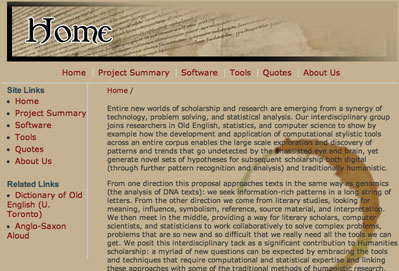 Home
Home | Project Summary | Software | Tools | Quotes | About Us
Site Links
Home
Project Summary
Software
Tools
Quotes
About Us
Related Links
Dictionary of Old
English (U.
Toronto)
Anglo-Saxon
Aloud
Home /
Entire new worlds of scholarship and research are emerging from a synergy of
technology, problem solving, and statistical analysis. Our interdisciplinary group
joins researchers in Old English, statistics, and computer science to show by
example how the development and application of computational stylistic tools
across an entire corpus enables the large scale exploration and discovery of
patterns and trends that go undetected by the unassisted eye and brain, yet
generate novel sets of hypotheses for subsequent scholarship both digital
(through further pattern recognition and analysis) and traditionally humanistic.
From one direction this proposal approaches texts in the same way as genomics
(the analysis of DNA texts): we seek information-rich patterns in a long string of
letters. From the other direction we come from literary studies, looking for
meaning, influence, symbolism, reference, source material, and interpretation.
We then meet in the middle, providing a way for literary scholars, computer
scientists, and statisticians to work collaboratively to solve complex problems,
problems that are so new and so difficult that we really need all the tools we can
get. We posit this interdisciplinary tack as a significant contribution to humanities
scholarship: a myriad of new questions can be expected by embracing the tools
and techniques that require computational and statistical expertise and linking
these approaches with some of the traditional methods of humanistic research.